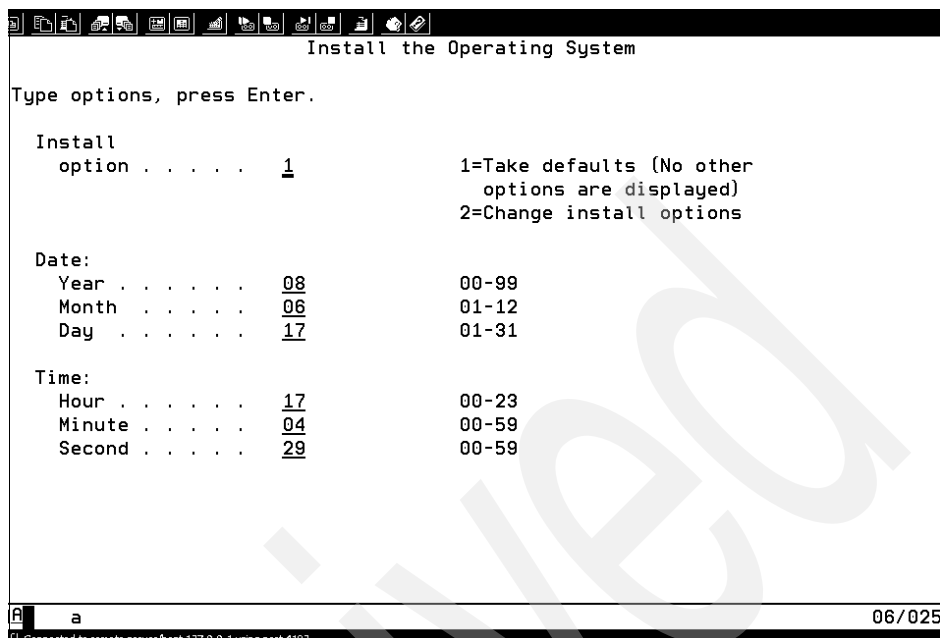 Install the Operating System
Type options, press Enter.
Install
option . . . . . 1 1=Take defaults (No other
options are displayed)
2=Change install options
Date:
Year . . . . . . 08 00-99
Month . . . . . 06 01-12
Day . . . . . . 17 01-31
Time:
Hour . . . . . . 17 00-23
Minute . . . . . 04 00-59
Second . . . . . 29 00-59
A a 06/025